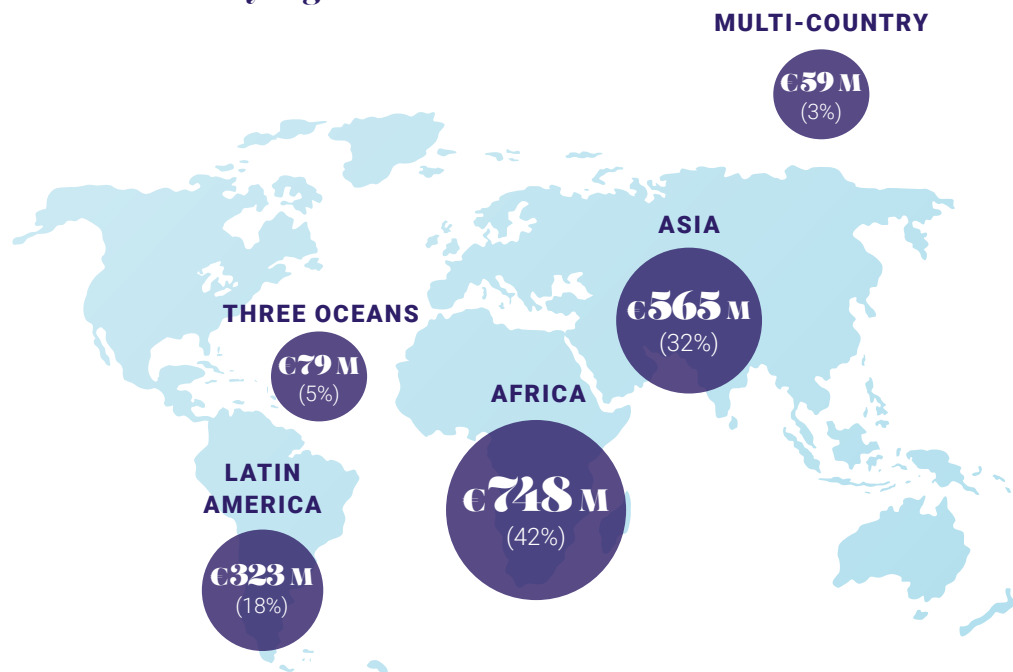 MULTI-COUNTRY
€59 M
(3%)
ASIA
€565 M
(32%)
THREE OCEANS
€79 M
(5%)
AFRICA
€748 M
(42%)
LATIN
AMERICA
€323 M
(18%)